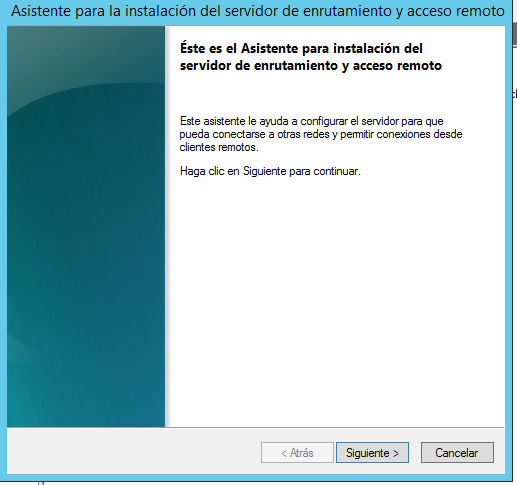 Asistente para la instalación del servidor de enrutamiento y acceso remoto
Éste es el Asistente para instalación del
servidor de enrutamiento y acceso remoto
Este asistente le ayuda a configurar el servidor para que
pueda conectarse a otras redes y permitir conexiones desde
clientes remotos.
Haga clic en Siguiente para continuar.
< Atrás
Siguiente >
Cancelar